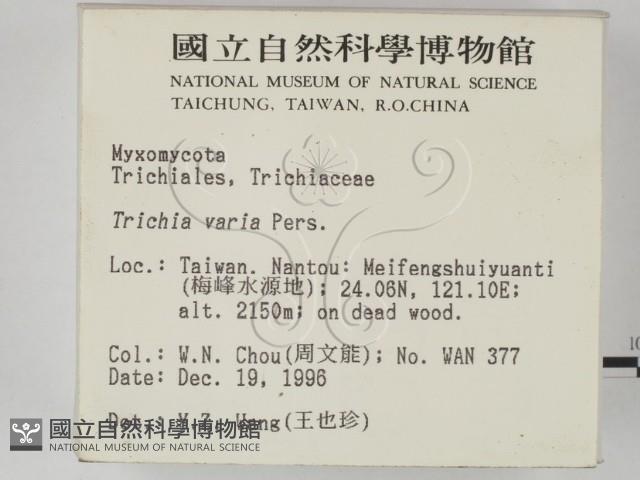 國立自然科學博物館
NATIONAL MUSEUM OF NATURAL SCIENCE
TAICHUNG, TAIWAN, R.O.CHINA
Myxomycota
Trichiales, Trichiaceae
Trichia varia Pers.
Loc.: Taiwan. Nantou: Meifengshuiyuanti
(梅峰水源地); 24.06N, 121.10E;
alt. 2150m; on dead wood.
Col.: W.N. Chou(周文能); No. WAN 377
Date: Dec. 19, 1996
Det.: Y.Z. Wang(王也珍)
國立自然科學博物館
NATIONAL MUSEUM OF NATURAL SCIENCE
10